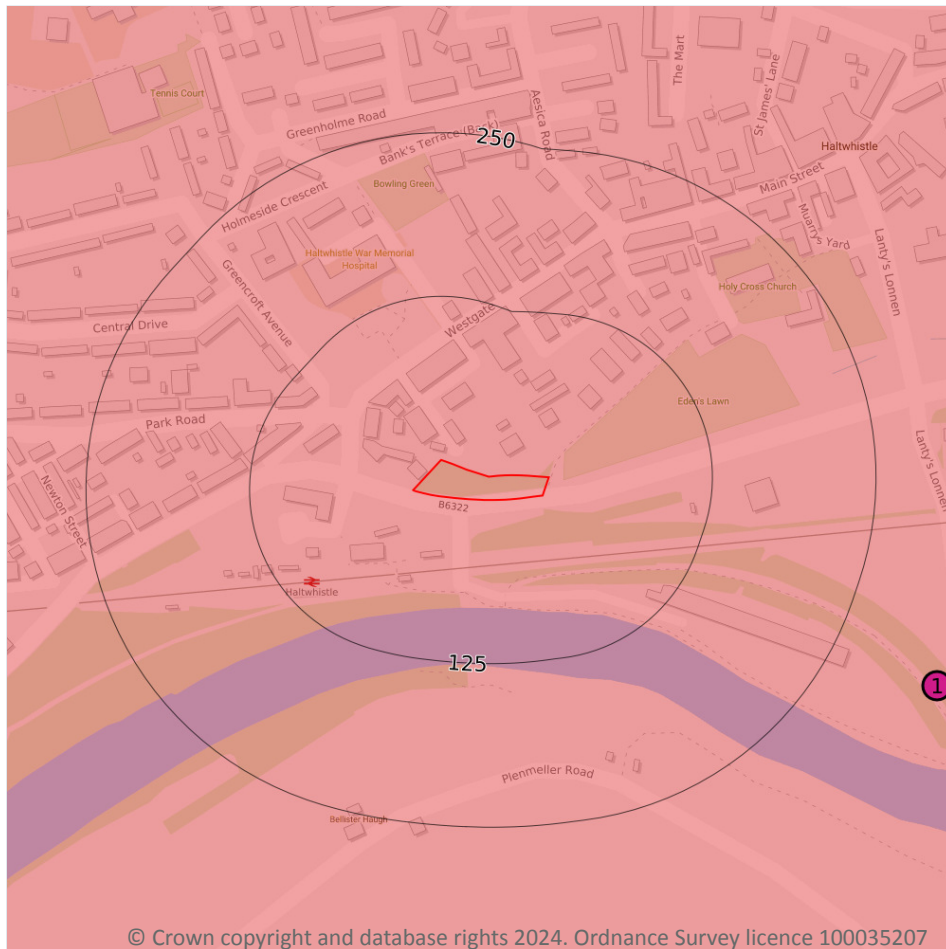 The Mart
St James' Lane
Tennis Court
Greenholme Road
250
Aesica Road
Bank's Terrace (Back)
Haltwhistle
Main Street
Bowling Green
Holmeside Crescent
Muarry's Yard
Lanty's Lonnen
Haltwhistle War Memorial
Hospital
Greencroft Avenue
Holy Cross Church
Central Drive
Westgate
Eden's Lawn
Park Road
Lanty's Lonnen
Newton Street
B6322
Haltwhistle
125
1
Plenmeller Road
Bellister Haugh
© Crown copyright and database rights 2024. Ordnance Survey licence 100035207